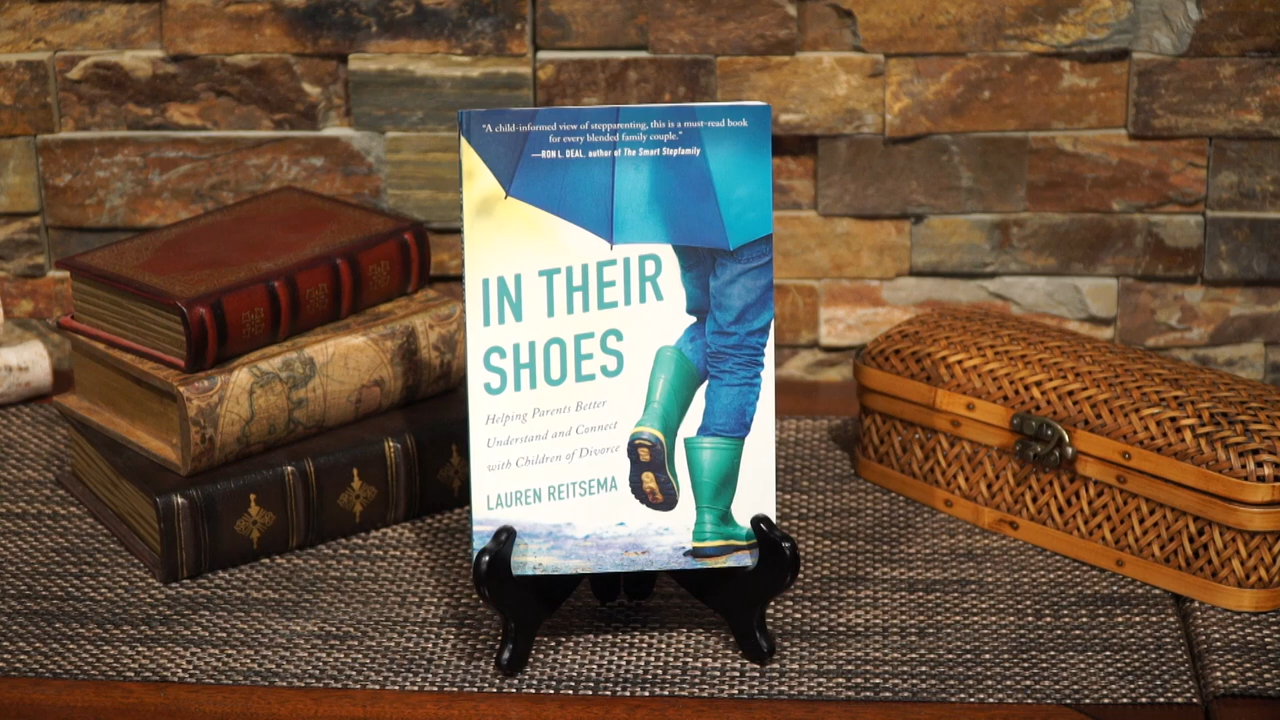 "A child-informed view of stepparenting, this is a must-read book
for every blended family couple."
—RON L. DEAL, author of The Smart Stepfamily
IN THEIR
SHOES
Helping Parents Better
Understand and Connect
with Children of Divorce
LAUREN REITSEMA